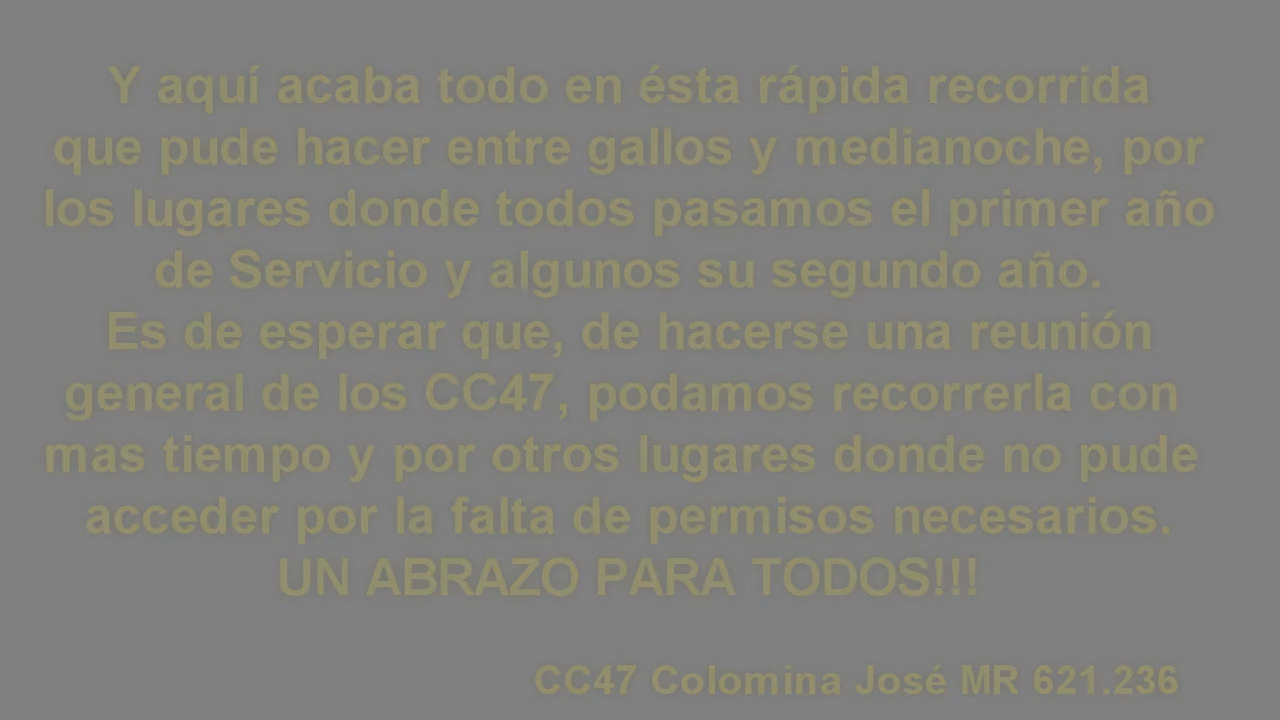 Y aquí acaba todo en ésta rápida recorrida
que pude hacer entre gallos y medianoche, por
los lugares donde todos pasamos el primer año
de Servicio y algunos su segundo año.
Es de esperar que, de hacerse una reunión
general de los CC47, podamos recorrerla con
mas tiempo y por otros lugares donde no pude
acceder por la falta de permisos necesarios.
UN ABRAZO PARA TODOS!!!
CC47 Colomina José MR 621.236